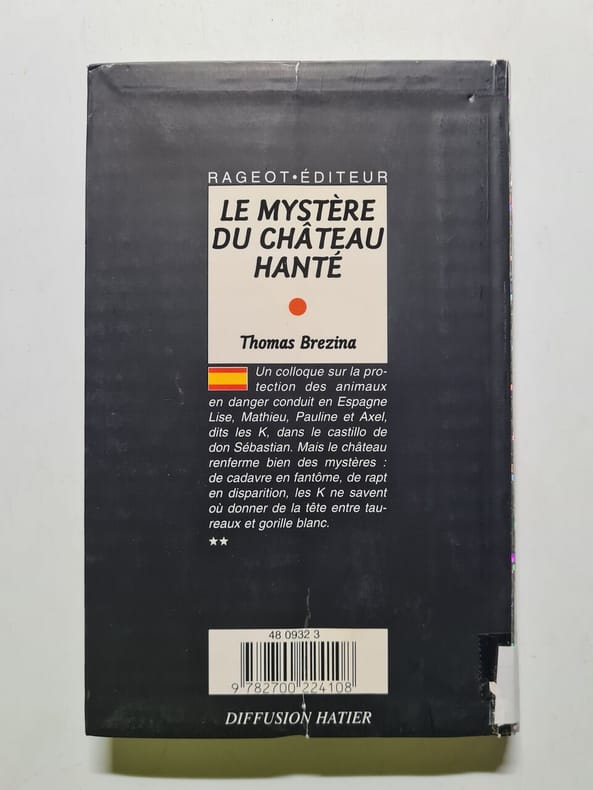 RAGEOT•ÉDITEUR
LE MYSTÈRE
DU CHÂTEAU
HANTÉ
Thomas Brezina
Un colloque sur la pro-
tection des animaux
en danger conduit en Espagne
Lise, Mathieu, Pauline et Axel,
dits les K, dans le castillo de
don Sébastian. Mais le château
renferme bien des mystères :
de cadavre en fantôme, de rapt
en disparition, les K ne savent
où donner de la tête entre tau-
reaux et gorille blanc.
★★
48 0932 3
9 782700 224108
DIFFUSION HATIER